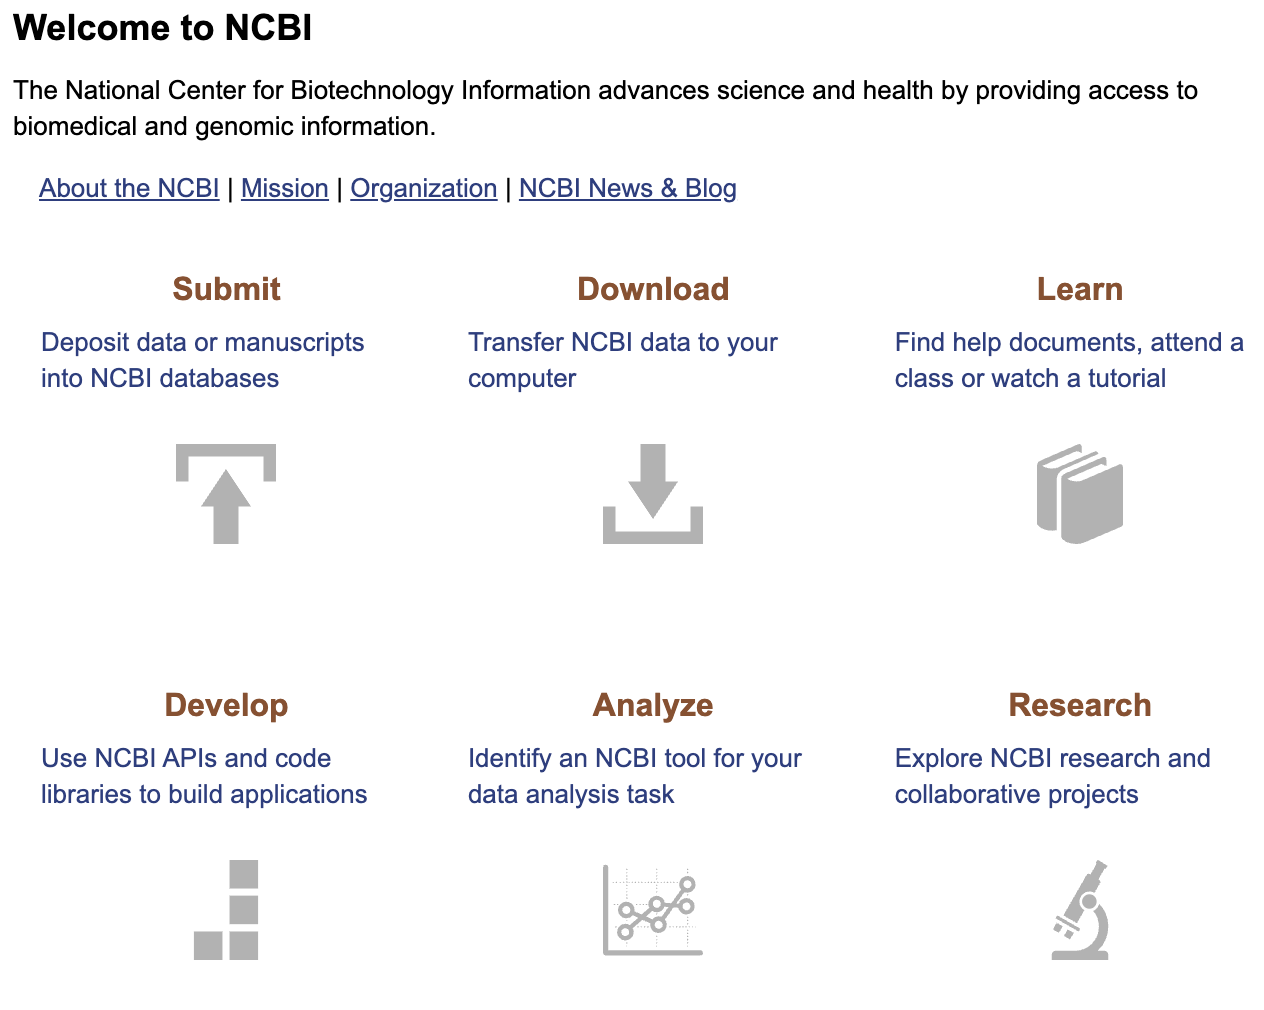 Welcome to NCBI
The National Center for Biotechnology Information advances science and health by providing access to
biomedical and genomic information.
About the NCBI | Mission | Organization | NCBI News & Blog
Submit
Deposit data or manuscripts
into NCBI databases
Download
Transfer NCBI data to your
computer
Learn
Find help documents, attend a
class or watch a tutorial
Develop
Use NCBI APIs and code
libraries to build applications
Analyze
Identify an NCBI tool for your
data analysis task
Research
Explore NCBI research and
collaborative projects